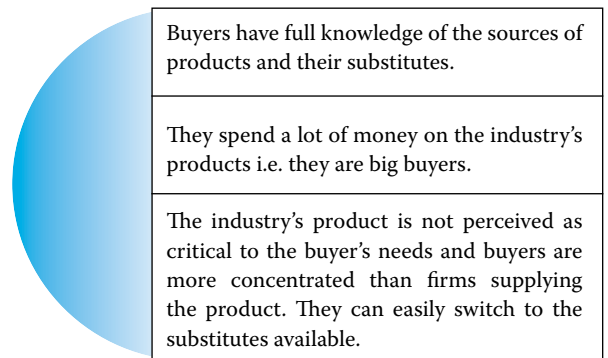 Buyers have full knowledge of the sources of
products and their substitutes.
They spend a lot of money on the industry's
products i.e. they are big buyers.
The industry's product is not perceived as
critical to the buyer's needs and buyers are
more concentrated than firms supplying
the product. They can easily switch to the
substitutes available.